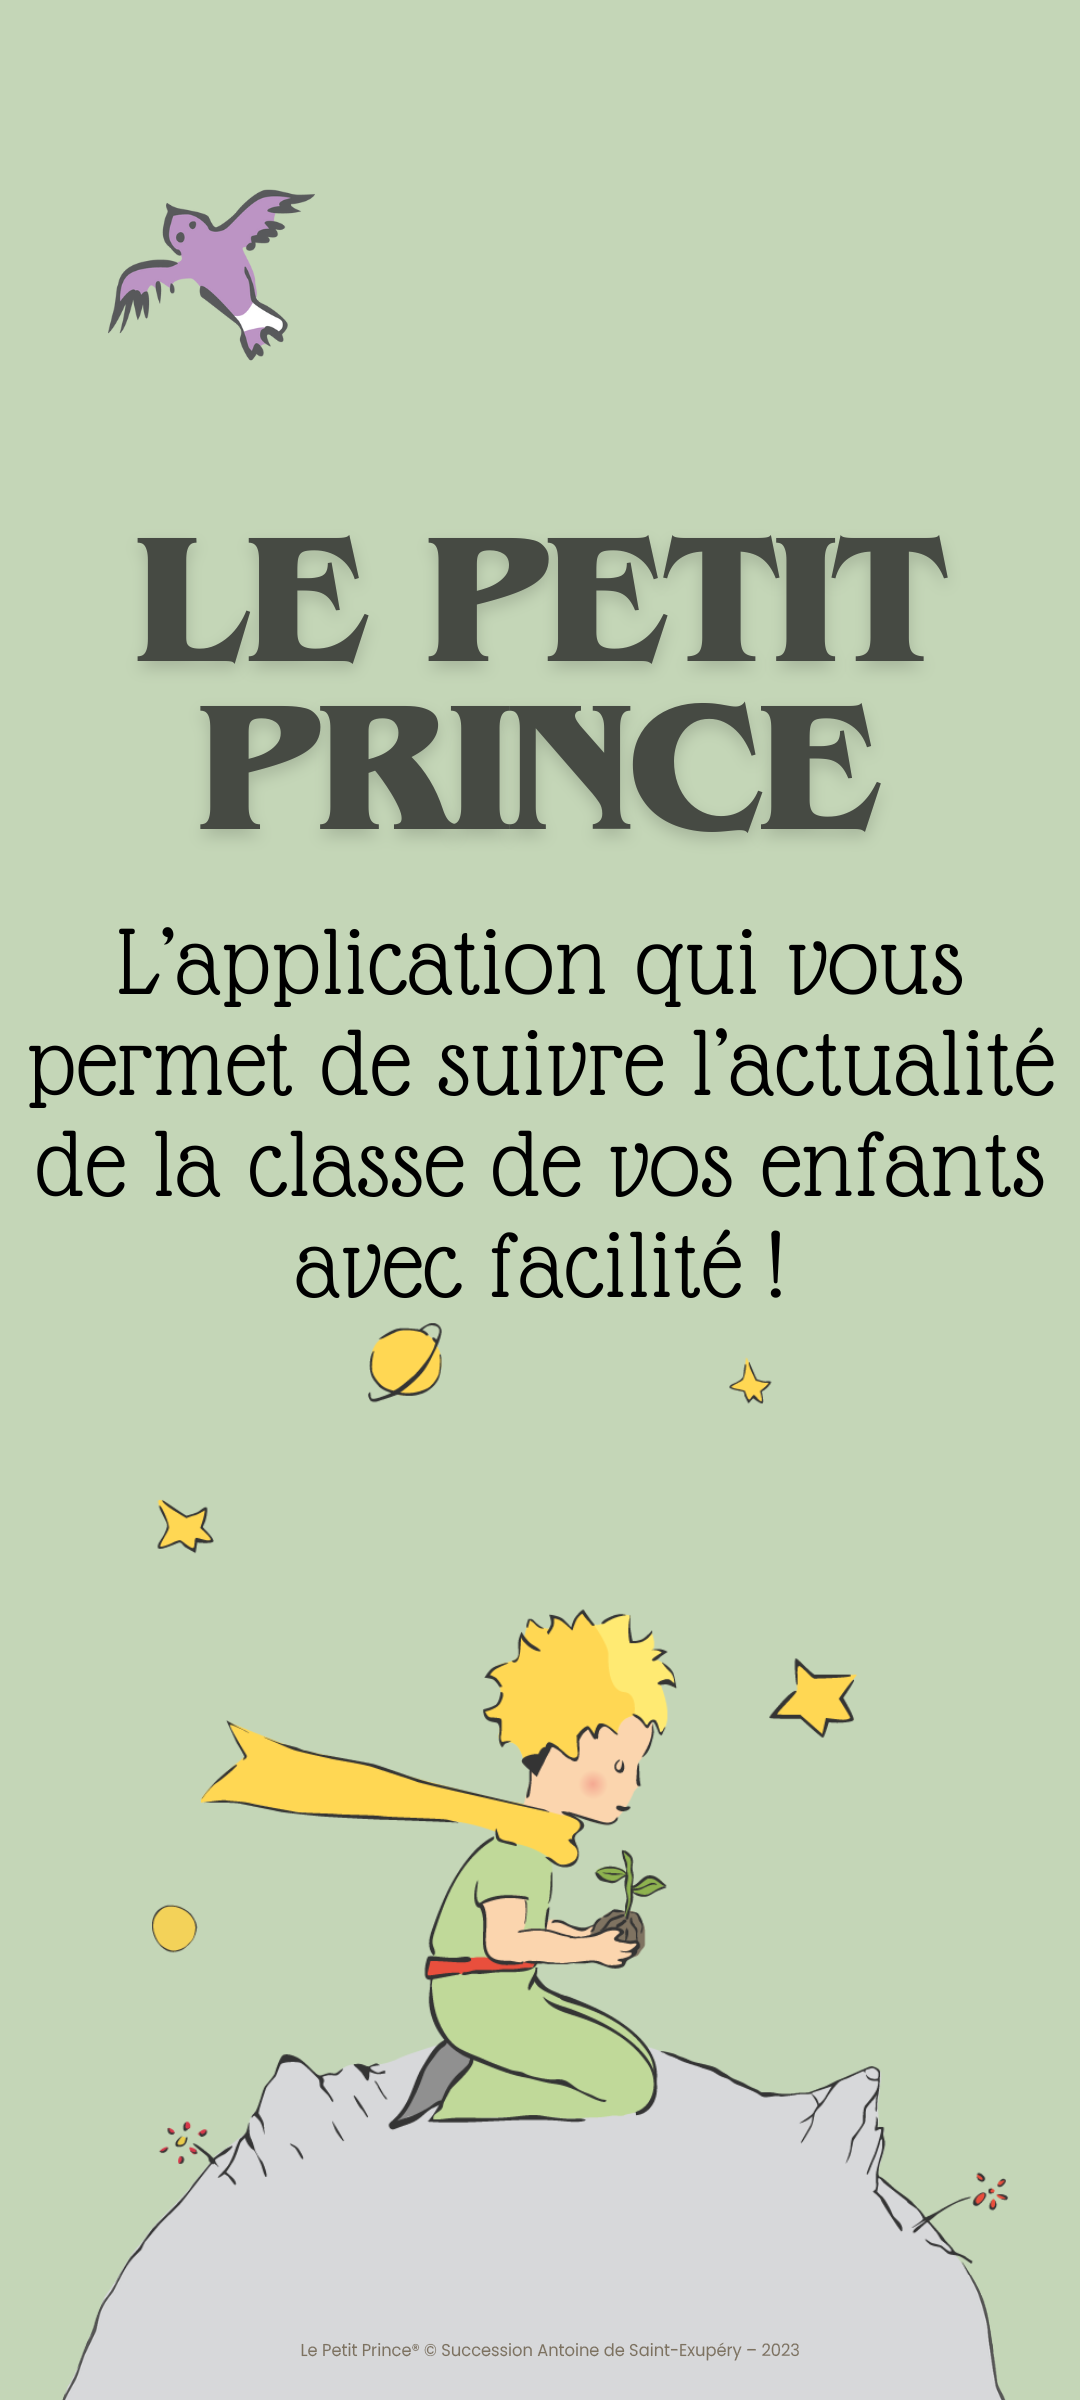 LE PETIT
PRINCE
L’application qui vous
permet de suivre l’actualité
de la classe de vos enfants
avec facilité !
Le Petit Prince® © Succession Antoine de Saint-Exupéry – 2023